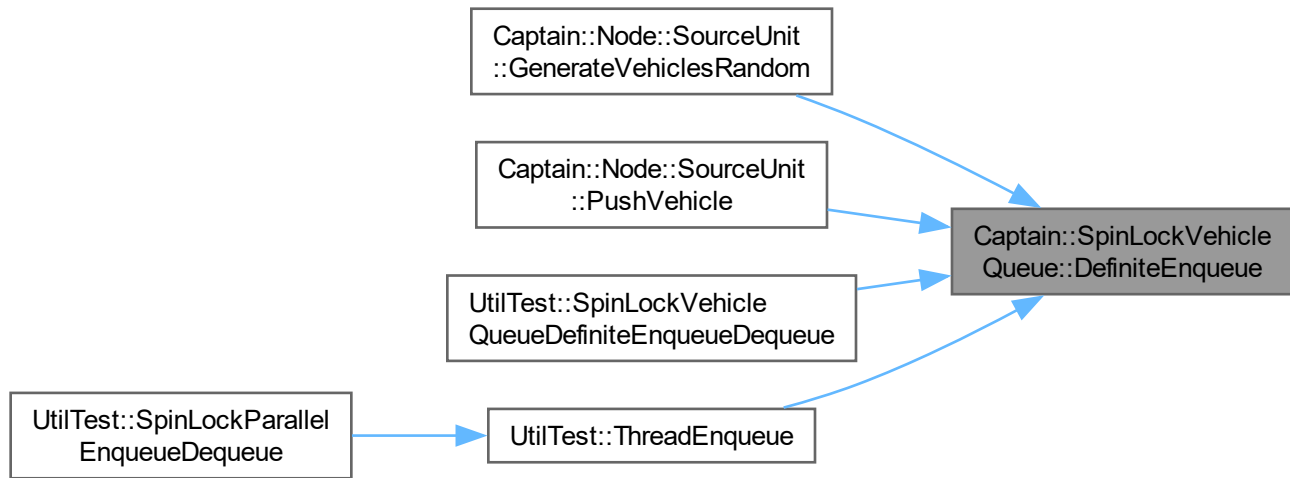 Captain::Node::SourceUnit
::GenerateVehiclesRandom
Captain::Node::SourceUnit
::PushVehicle
Captain::SpinLockVehicle
Queue::DefiniteEnqueue
UtilTest::SpinLockVehicle
QueueDefiniteEnqueueDequeue
UtilTest::SpinLockParallel
EnqueueDequeue
UtilTest::ThreadEnqueue